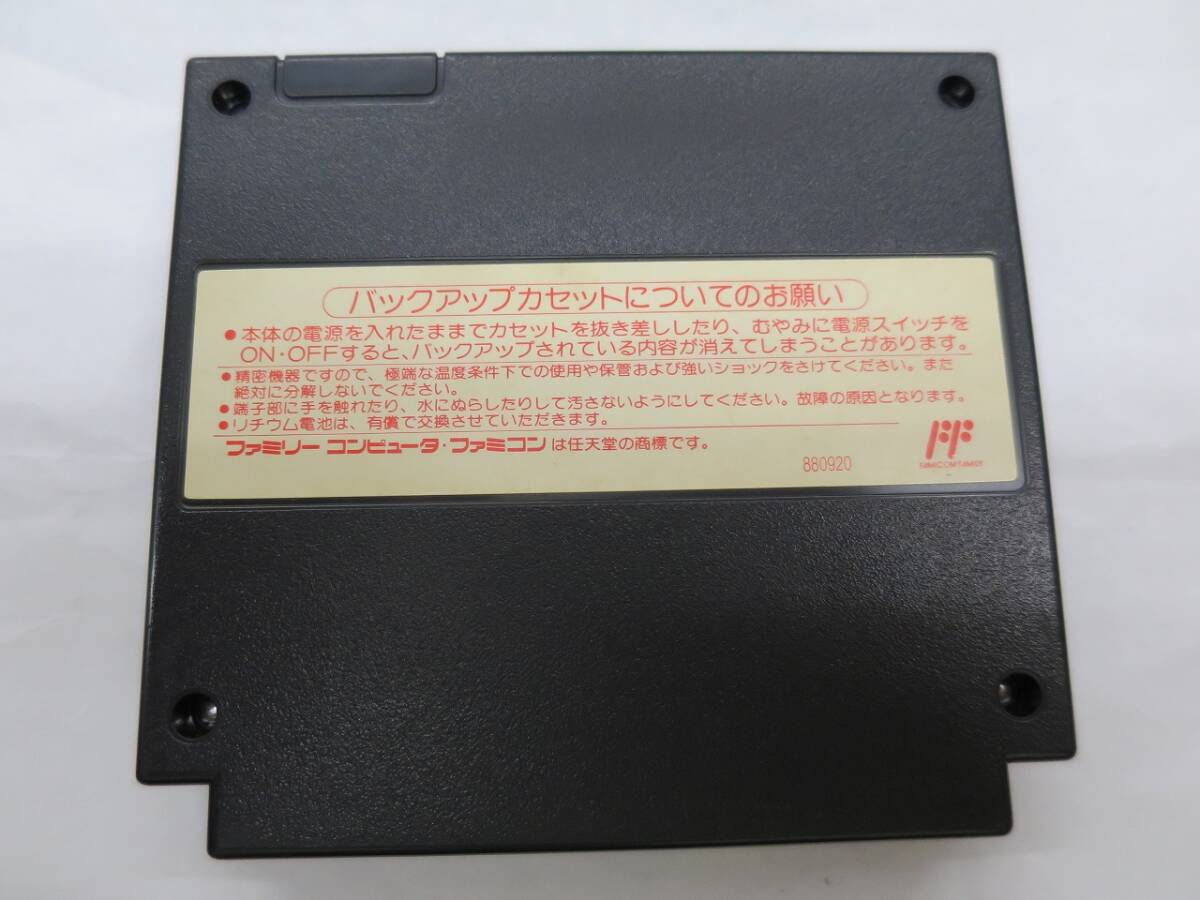 バックアップカセットについてのお願い
●本体の電源を入れたままでカセットを抜き差ししたり、むやみに電源スイッチを
ON・OFFすると、バックアップされている内容が消えてしまうことがあります。
●精密機器ですので、極端な温度条件下での使用や保管および強いショックをさけてください。また
絶対に分解しないでください。
●端子部に手を触れたり、水にぬらしたりして汚さないようにしてください。故障の原因となります。
●リチウム電池は、有償で交換させていただきます。
ファミリー コンピュータ・ファミコンは任天堂の商標です。
880920
FF
FAMICOM FAMILY